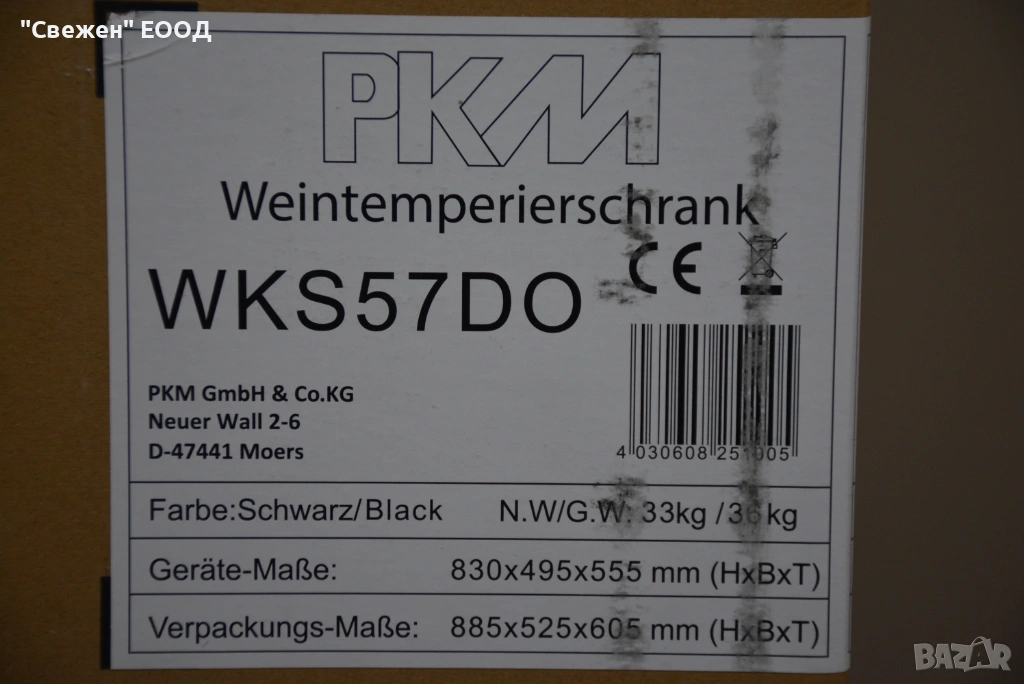 "Свежен" ЕООД
PKM
Weintemperierschrank
CE
WKS57DO
PKM GmbH & Co.KG
Neuer Wall 2-6
D-47441 Moers
4 030608 251005
Farbe:Schwarz/Black N.W/G.W: 33kg /36kg
Geräte-Maße: 830x495x555 mm (HxBxT)
Verpackungs-Maße: 885x525x605 mm (HxBxT)
BAZAR